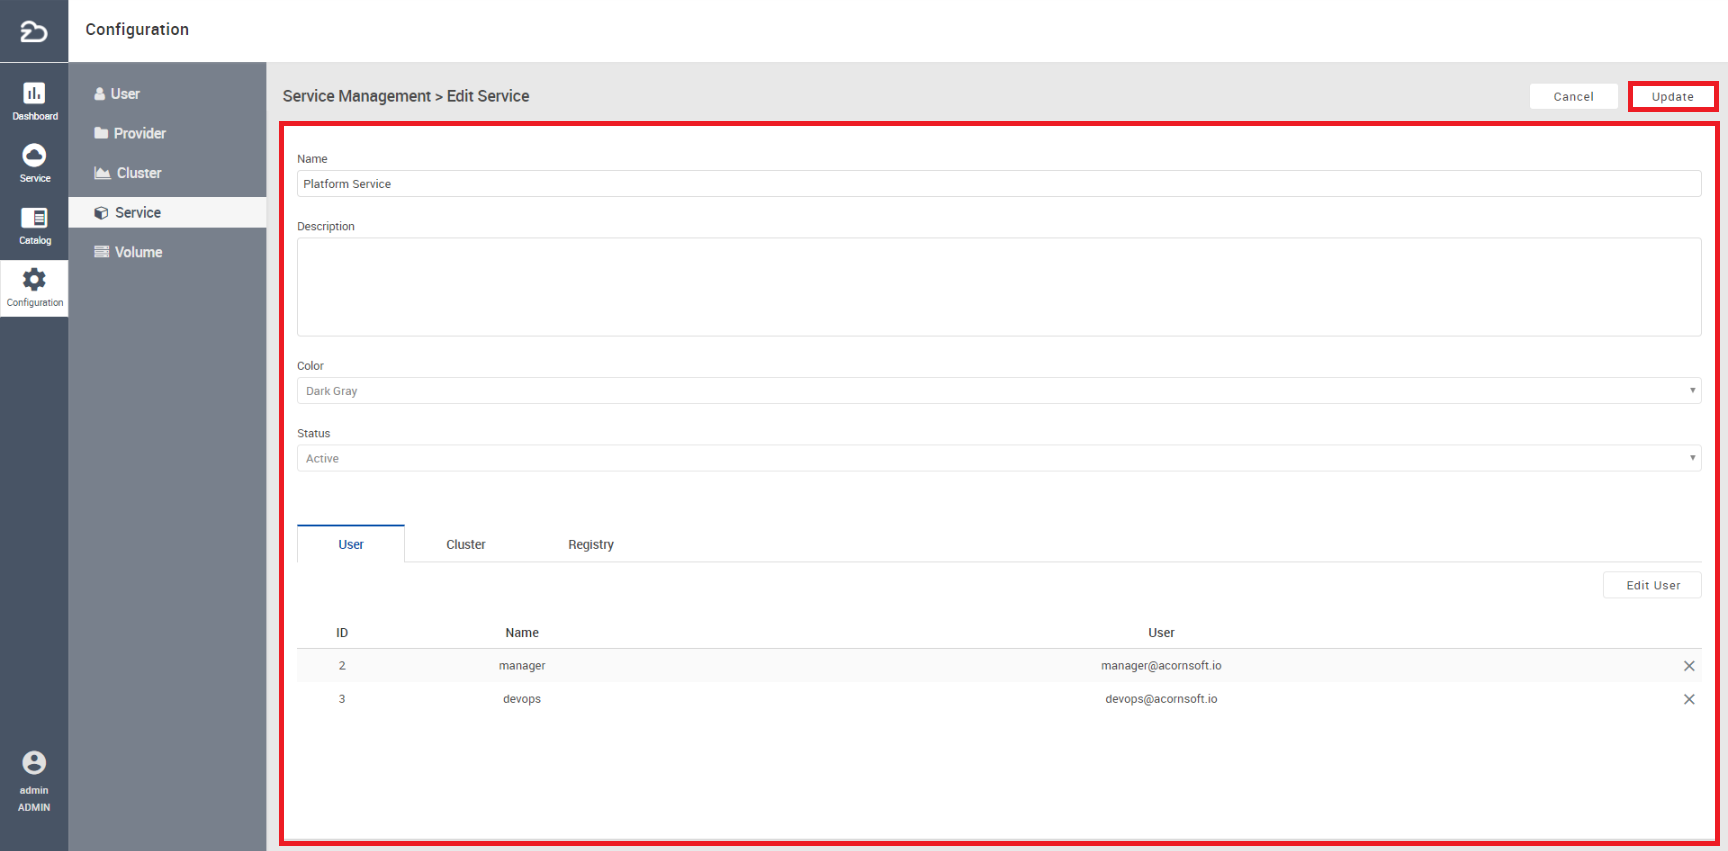 Configuration
Dashboard
Service
Catalog
Configuration
admin
ADMIN
User
Provider
Cluster
Service
Volume
Service Management > Edit Service
Cancel
Update
Name
Platform Service
Description
Color
Dark Gray
Status
Active
User Cluster Registry
Edit User
ID Name User
2 manager manager@acornsoft.io
3 devops devops@acornsoft.io